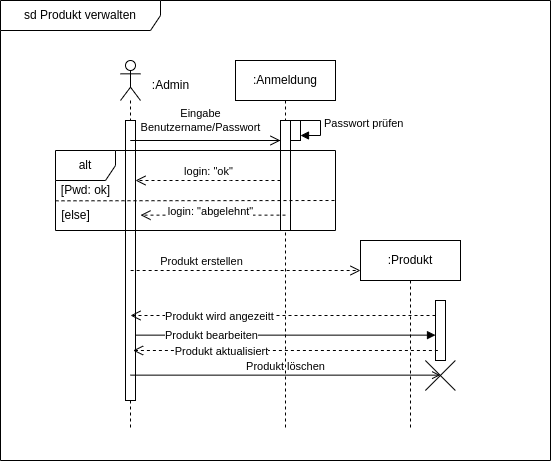 sd Produkt verwalten
:Admin
:Anmeldung
Eingabe
Benutzername/Passwort
Passwort prüfen
alt
login: "ok"
[Pwd: ok]
[else]
login: "abgelehnt"
Produkt erstellen
:Produkt
Produkt wird angezeitt
Produkt bearbeiten
Produkt aktualisiert
Produkt löschen